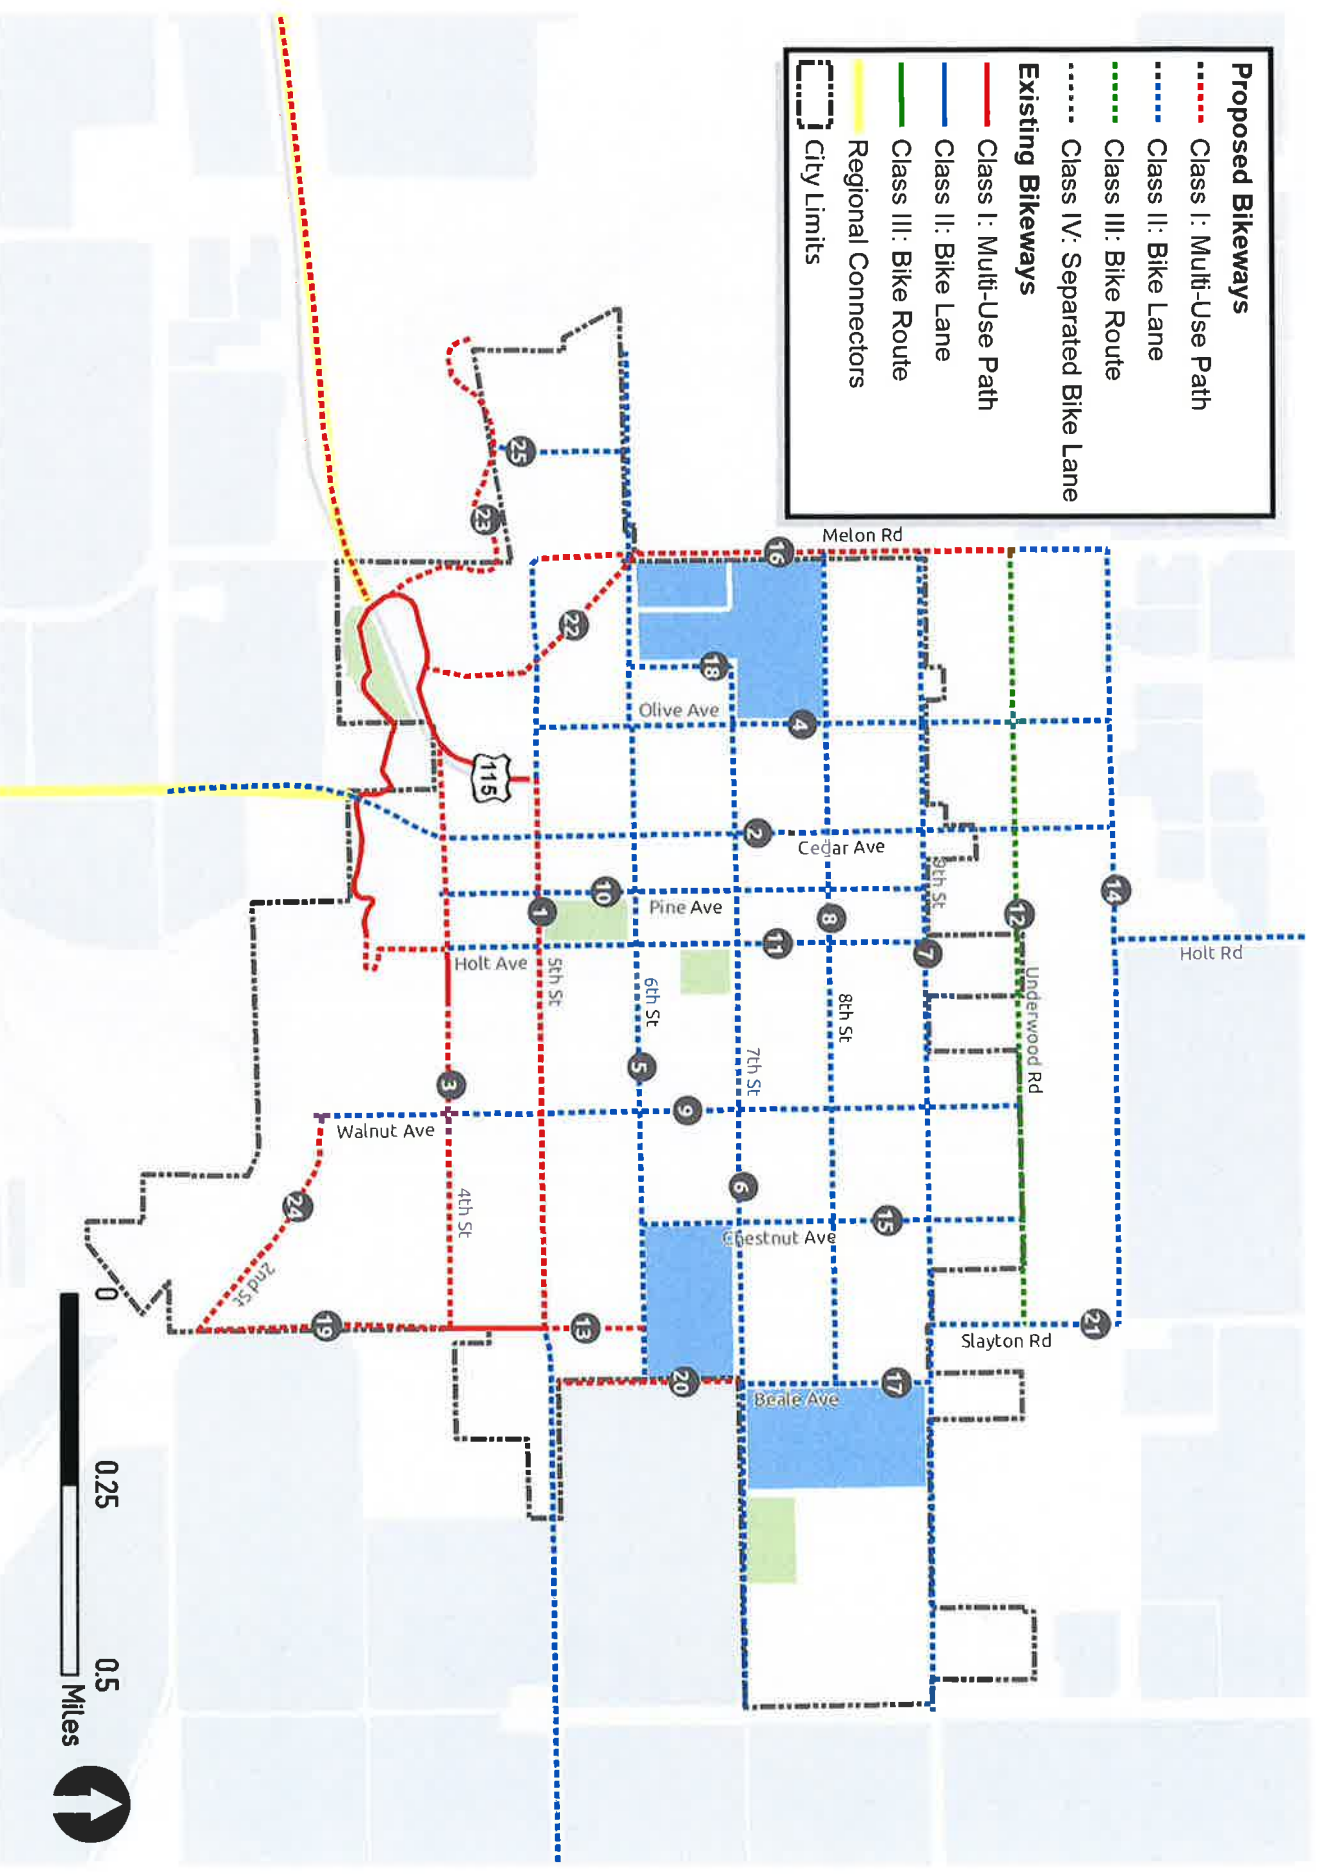 Proposed Bikeways
Class I: Multi-Use Path
Class II: Bike Lane
Class III: Bike Route
Class IV: Separated Bike Lane
Existing Bikeways
Class I: Multi-Use Path
Class II: Bike Lane
Class III: Bike Route
Regional Connectors
City Limits
Melon Rd
16
25
23
22
18
Olive Ave
4
115
2
Cedar Ave
14
10
Pine Ave
8
9th St
12
1
11
7
Holt Rd
Holt Ave
5th St
6th St
8th St
Underwood Rd
5
7th St
3
9
Walnut Ave
6
4th St
24
15
Chestnut Ave
2nd St
19
13
21
Slayton Rd
20
17
Beale Ave
0
0.25
0.5
Miles